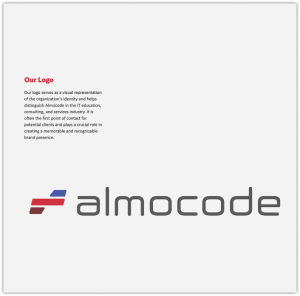 Our Logo
Our logo serves as a visual representation
of the organization's identity and helps
distinguish Almocode in the IT education,
consulting, and services industry. It is
often the first point of contact for
potential clients and plays a crucial role in
creating a memorable and recognizable
brand presence.
almocode